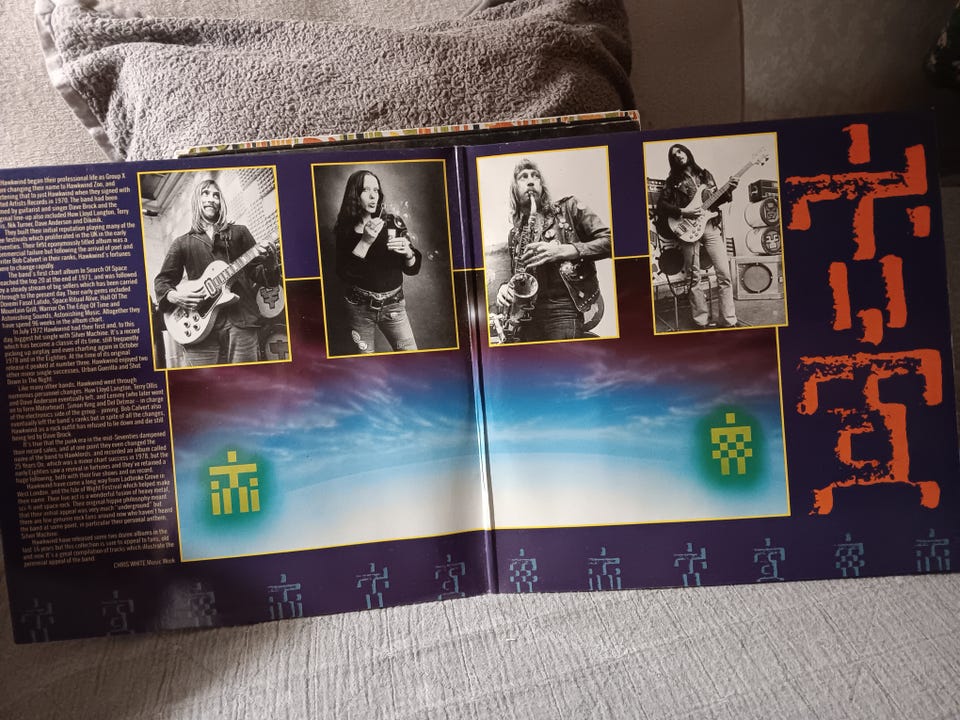 Hawkwind began their professional life as Group X
changing their name to Hawkwind Zoo, and
to just Hawkwind when they signed with
Artists Records in 1970. The band had been
by guitarist and singer Dave Brock and the
line-up also included Huw Lloyd Langton, Terry
Nik Turner, Dave Anderson and Dikmik.
They built their initial reputation playing many of the
festivals which proliferated in the UK in the early
Their first eponymously titled album was a
commercial failure but following the arrival of poet and
Bob Calvert in their ranks, Hawkwind's fortunes
to change rapidly.
The band's first chart album In Search Of Space
reached the top 20 at the end of 1971, and was followed
by a steady stream of big sellers which has been carried
through to the present day. Their early gems included
Doremi Fasol Latido, Space Ritual Alive, Hall Of The
Mountain Grill, Warrior On The Edge Of Time and
Astonishing Sounds, Astonishing Music. Altogether they
have spent 96 weeks in the album chart.
In July 1972 Hawkwind had their first and, to this
day, biggest hit single with Silver Machine. It's a record
which has become a classic of its time, still frequently
picking up airplay, and even charting again in October
1978 and in the Eighties. At the time of its original
release it peaked at number three. Hawkwind enjoyed two
other minor single successes, Urban Guerilla and Shot
Down In The Night.
Like many other bands, Hawkwind went through
numerous personnel changes. Huw Lloyd Langton, Terry Ollis
and Dave Anderson eventually left, and Lemmy (who later went
on to form Motorhead), Simon King and Del Detmar – in charge
of the electronics side of the group – joining. Bob Calvert also
eventually left the band's ranks but in spite of all the changes,
Hawkwind as a rock outfit has refused to lie down and die still
being led by Dave Brock.
It's true that the punk era in the mid-Seventies dampened
their record sales, and at one point they even changed the
name of the band to Hawklords, and recorded an album called
25 Years On, which was a minor chart success in 1978, but the
early Eighties saw a revival in fortunes and they've retained a
huge following, both with their live shows and on record.
Hawkwind have come a long way from Ladbroke Grove in
West London, and the Isle of Wight Festival which helped make
their name. Their live act is a wonderful fusion of heavy metal,
sci-fi and space rock. Their original hippie philosophy meant
that their initial appeal was very much "underground" but
there are few genuine rock fans around now who haven't heard
the band at some point, in particular their personal anthem,
Silver Machine.
Hawkwind have released some two dozen albums in the
last 16 years but this collection is sure to appeal to fans, old
and new. It's a great compilation of tracks which illustrate the
perennial appeal of the band.
CHRIS WHITE Music Week